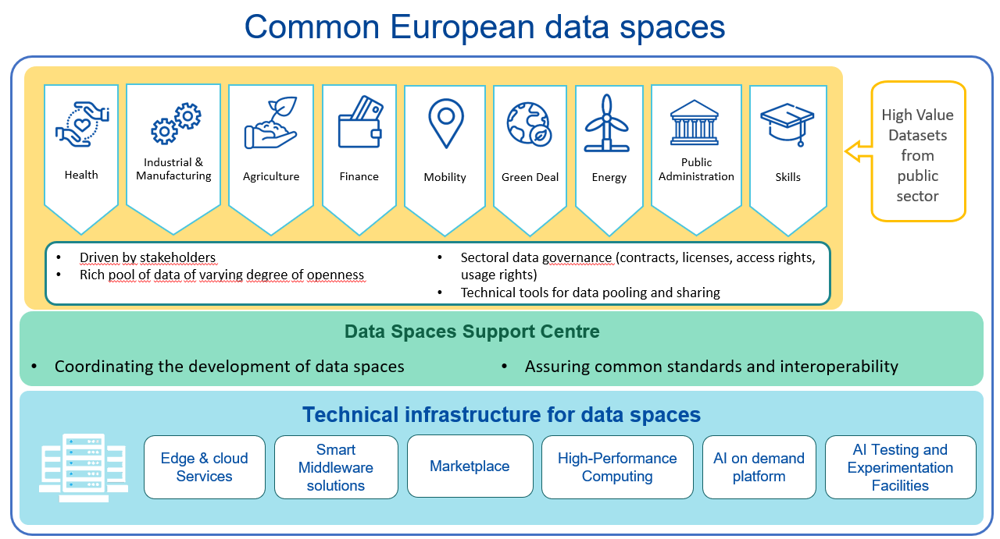 Common European data spaces
Health
Industrial &
Manufacturing
Agriculture
Finance
Mobility
Green Deal
Energy
Public
Administration
Skills
High Value
Datasets
from
public
sector
• Driven by stakeholders
• Rich pool of data of varying degree of openness
• Sectoral data governance (contracts, licenses, access rights,
usage rights)
• Technical tools for data pooling and sharing
Data Spaces Support Centre
• Coordinating the development of data spaces
• Assuring common standards and interoperability
Technical infrastructure for data spaces
Edge & cloud
Services
Smart
Middleware
solutions
Marketplace
High-Performance
Computing
AI on demand
platform
AI Testing and
Experimentation
Facilities